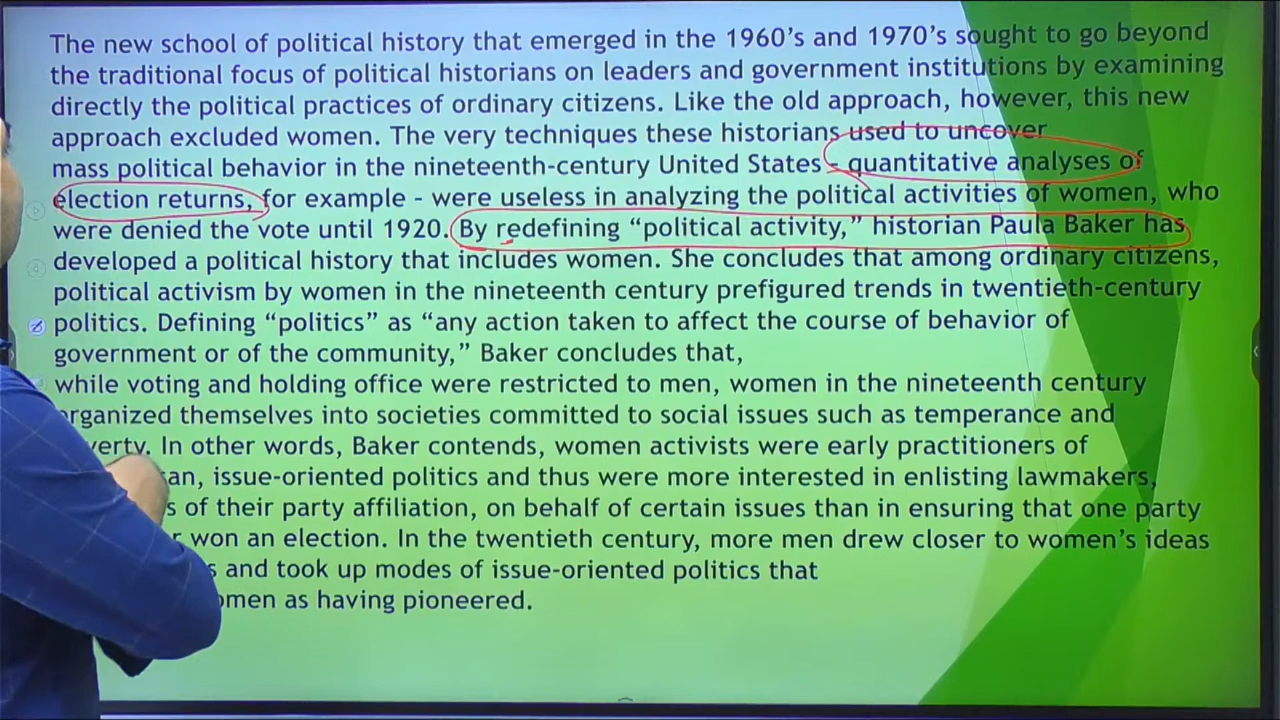 The new school of political history that emerged in the 1960’s and 1970’s sought to go beyond
the traditional focus of political historians on leaders and government institutions by examining
directly the political practices of ordinary citizens. Like the old approach, however, this new
approach excluded women. The very techniques these historians used to uncover
mass political behavior in the nineteenth-century United States - quantitative analyses of
election returns, for example - were useless in analyzing the political activities of women, who
were denied the vote until 1920. By redefining “political activity,” historian Paula Baker has
developed a political history that includes women. She concludes that among ordinary citizens,
political activism by women in the nineteenth century prefigured trends in twentieth-century
politics. Defining “politics” as “any action taken to affect the course of behavior of
government or of the community,” Baker concludes that,
while voting and holding office were restricted to men, women in the nineteenth century
organized themselves into societies committed to social issues such as temperance and
verty. In other words, Baker contends, women activists were early practitioners of
an, issue-oriented politics and thus were more interested in enlisting lawmakers,
s of their party affiliation, on behalf of certain issues than in ensuring that one party
r won an election. In the twentieth century, more men drew closer to women’s ideas
s and took up modes of issue-oriented politics that
omen as having pioneered.